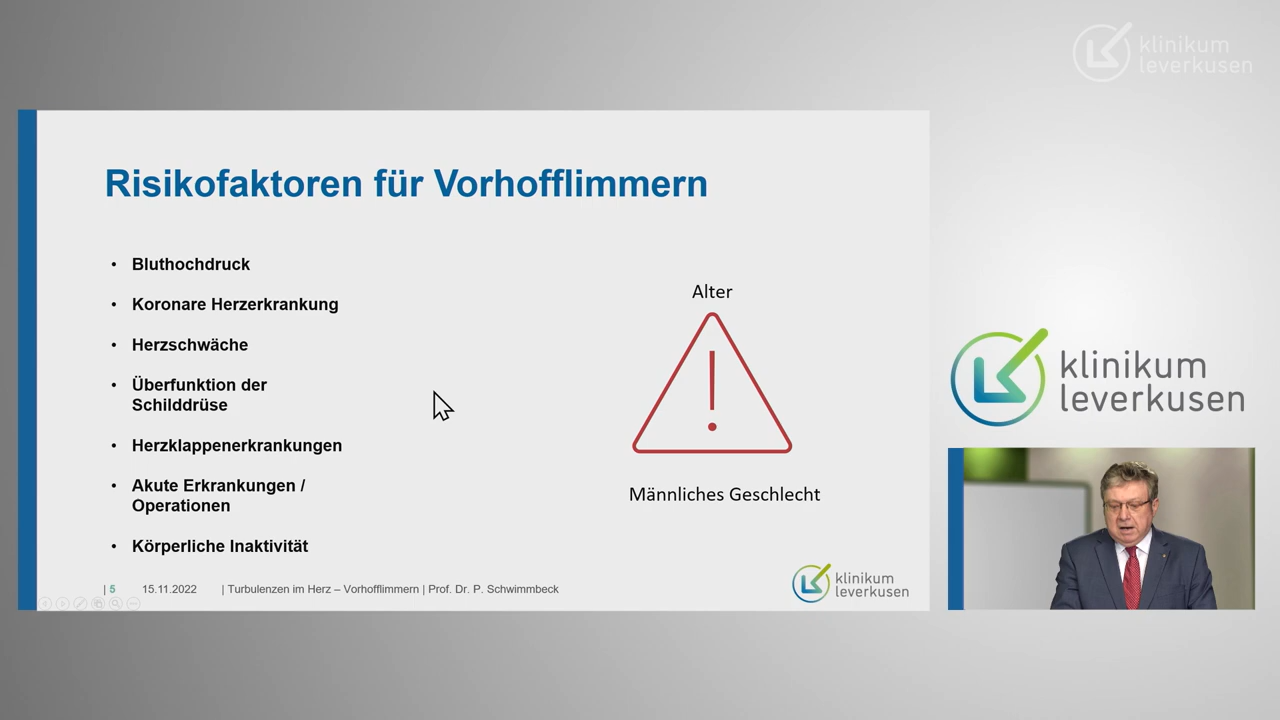 klinikum
leverkusen
Risikofaktoren für Vorhofflimmern
• Bluthochdruck
• Koronare Herzerkrankung
• Herzschwäche
• Überfunktion der
Schilddrüse
• Herzklappenerkrankungen
• Akute Erkrankungen /
Operationen
• Körperliche Inaktivität
Alter
!
Männliches Geschlecht
| 5 15.11.2022 | Turbulenzen im Herz – Vorhofflimmern | Prof. Dr. P. Schwimmbeck
klinikum
leverkusen
klinikum
leverkusen